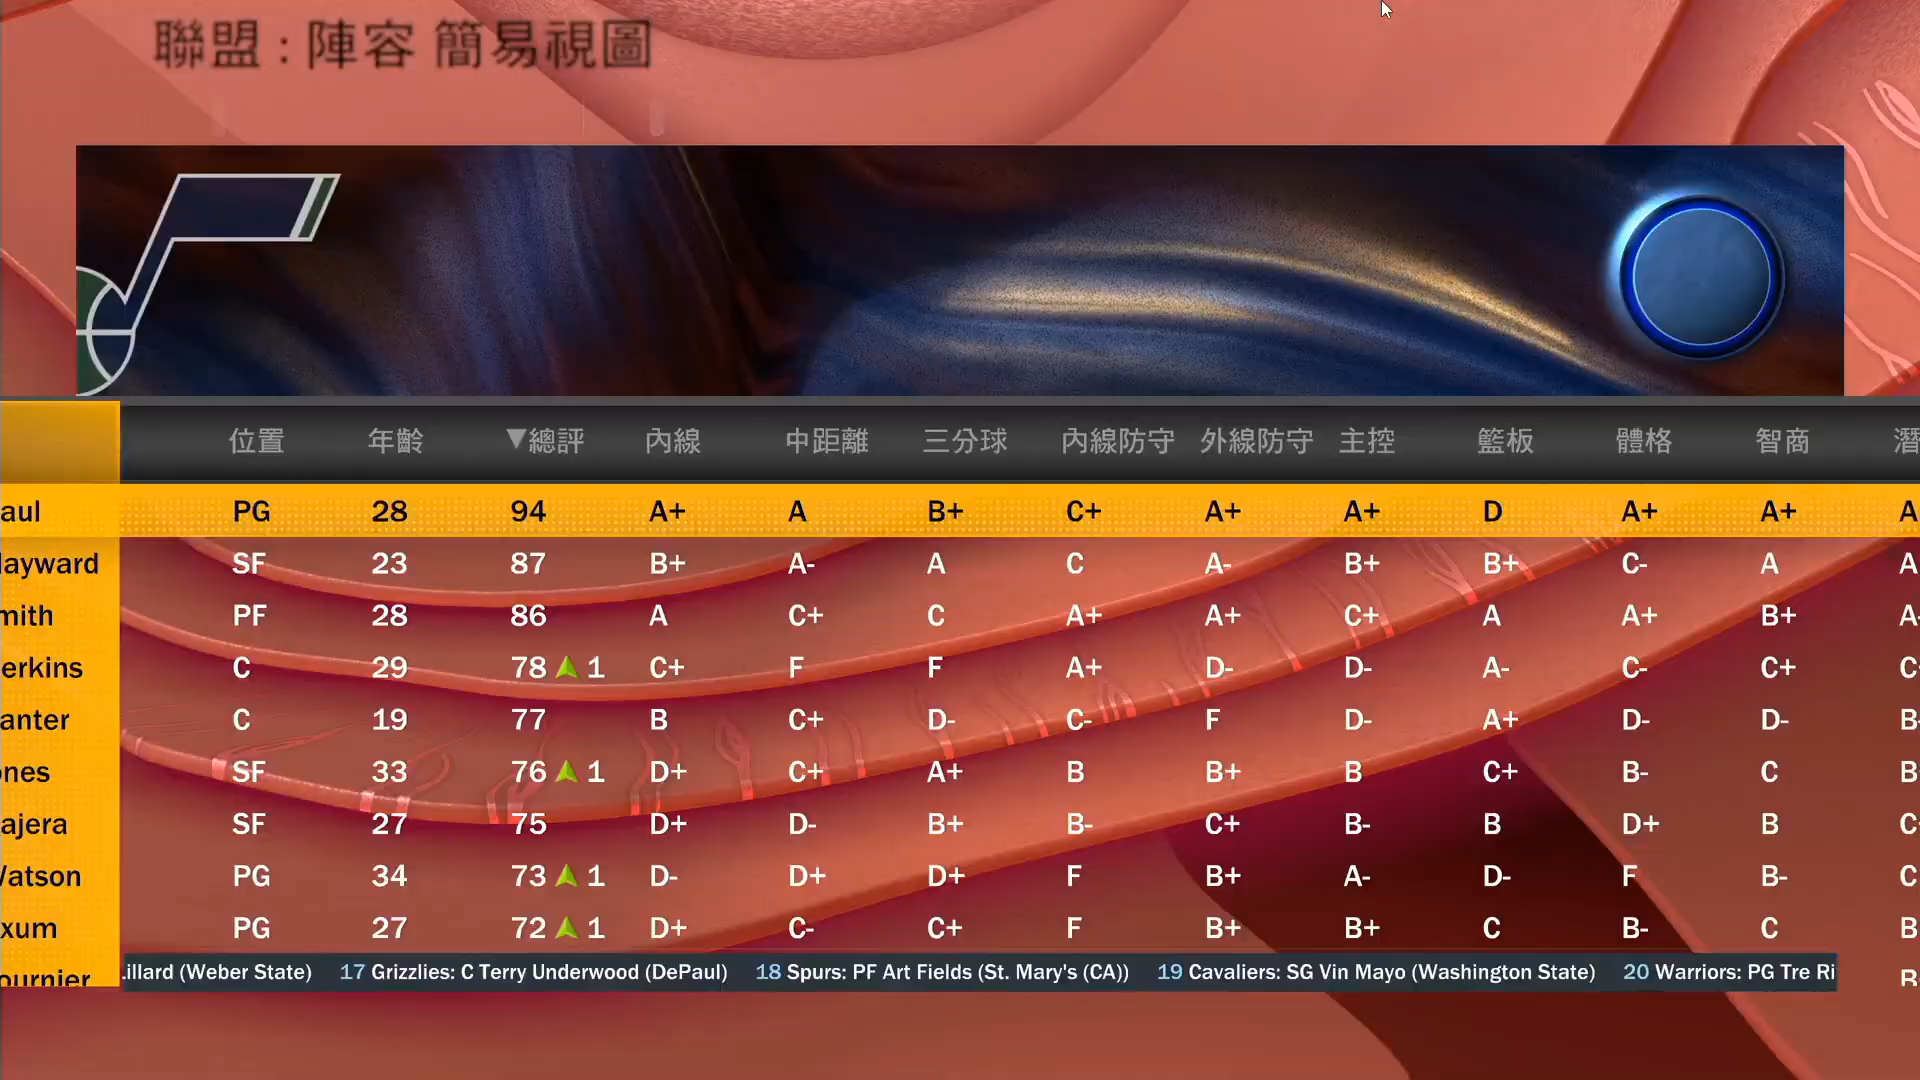 聯盟 : 陣容 簡易視圖
位置 年齡 ▼總評 內線 中距離 三分球 內線防守 外線防守 主控 籃板 體格 智商
aul PG 28 94 A+ A B+ C+ A+ A+ D A+ A+ A
ayward SF 23 87 B+ A- A C A- B+ B+ C- A A
mith PF 28 86 A C+ C A+ A+ C+ A A+ B+ A-
erkins C 29 78 ▲ 1 C+ F F A+ D- D- A- C- C+ C
anter C 19 77 B C+ D- C- F D- A+ D- D- B-
ones SF 33 76 ▲ 1 D+ C+ A+ B B+ B C+ B- C B
ajera SF 27 75 D+ D- B+ B- C+ B- B D+ B C
Watson PG 34 73 ▲ 1 D- D+ D+ F B+ A- D- F B- C
xum PG 27 72 ▲ 1 D+ C- C+ F B+ B+ C B- C B
ournier B
illard (Weber State) 17 Grizzlies: C Terry Underwood (DePaul) 18 Spurs: PF Art Fields (St. Mary's (CA)) 19 Cavaliers: SG Vin Mayo (Washington State) 20 Warriors: PG Tre Ri